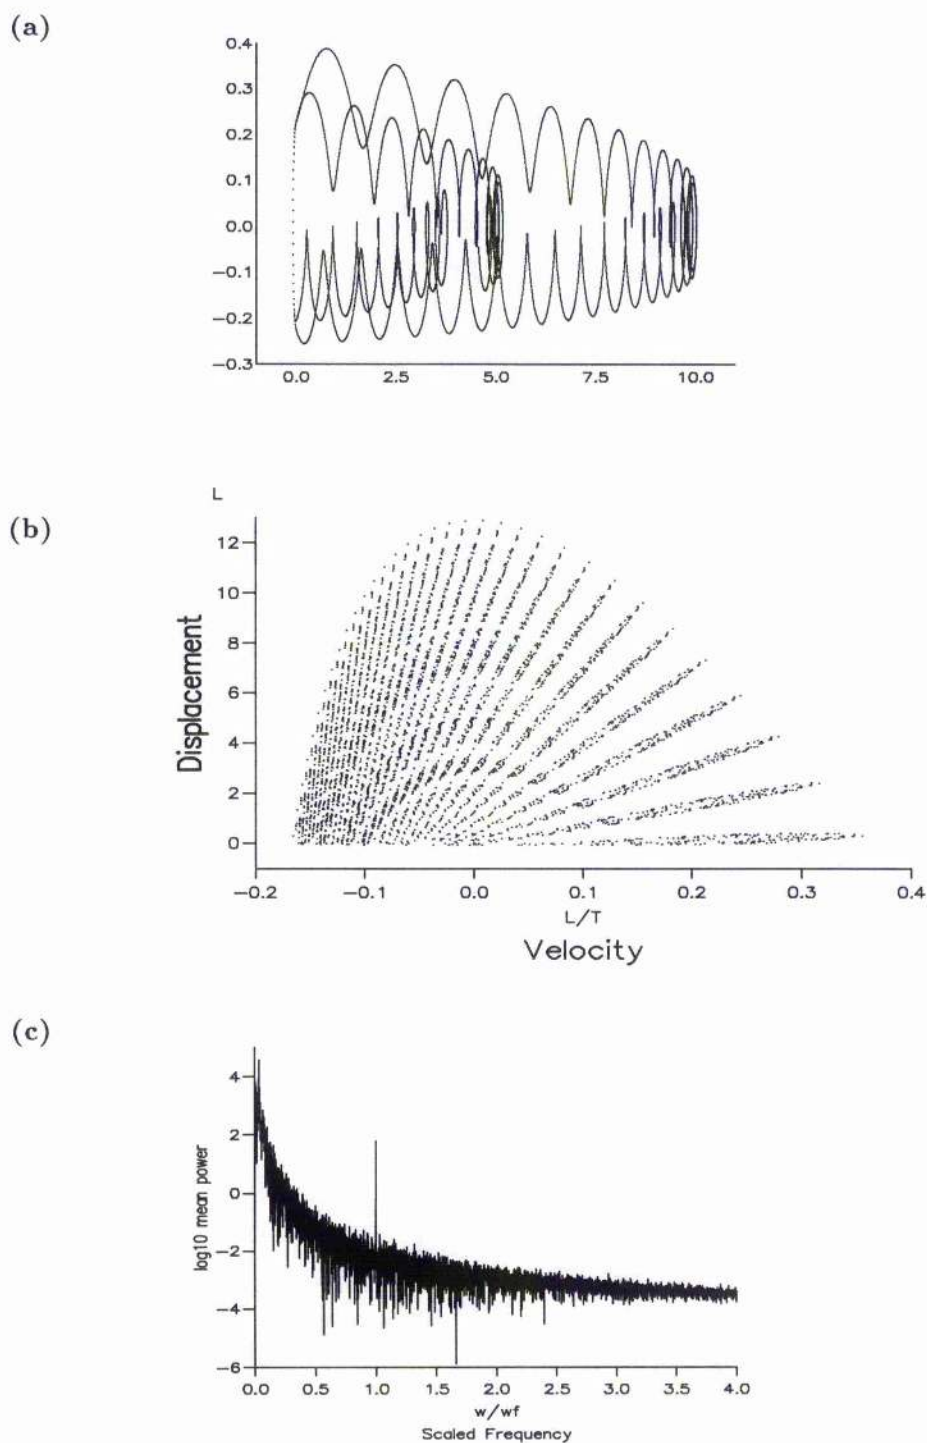 (a)
0.4
0.3
0.2
0.1
0.0
−0.1
−0.2
−0.3
0.0 2.5 5.0 7.5 10.0
L
(b)
12
10
8
6
4
2
0
Displacement
−0.2 −0.1 0.0 0.1 0.2 0.3 0.4
L/T
Velocity
(c)
4
2
0
−2
−4
−6
log10 mean power
0.0 0.5 1.0 1.5 2.0 2.5 3.0 3.5 4.0
w/wf
Scaled Frequency